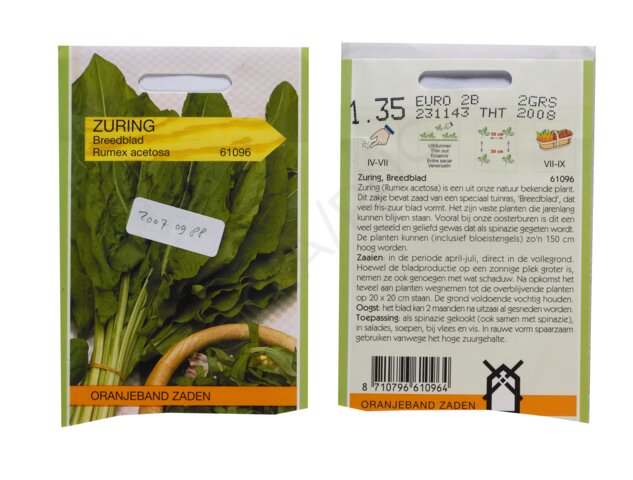 ZURING
Breedblad
Rumex acetosa 61096
ORANJEBAND ZADEN
1.35 EURO 2B 2GRS
231143 THT 2008
Uitdunnen
Thin out
Eclaircir
Entre sacar
Vereinzeln
20 cm
20 cm
IV-VII
VII-IX
Zuring, Breedblad 61096
Zuring (Rumex acetosa) is een uit onze natuur bekende plant.
Dit zakje bevat zaad van een speciaal tuinras, 'Breedblad', dat
veel fris-zuur blad vormt. Het zijn vaste planten die jarenlang
kunnen blijven staan. Vooral bij onze oosterburen is dit een
veel geteeld en geliefd gewas dat als spinazie gegeten wordt.
De planten kunnen (inclusief bloeistengels) zo'n 150 cm
hoog worden.
Zaaien: in de periode april-juli, direct in de vollegrond.
Hoewel de bladproductie op een zonnige plek groter is,
nemen ze ook genoegen met wat schaduw. Na opkomst het
teveel aan planten wegnemen tot de overblijvende planten
op 20 x 20 cm staan. De grond voldoende vochtig houden.
Oogst: het blad kan 2 maanden na uitzaai al gesneden worden.
Toepassing: als spinazie gekookt (ook samen met spinazie),
in salades, soepen, bij vlees en vis. In rauwe vorm spaarzaam
gebruiken vanwege het hoge zuurgehalte.
8 710796 610964
ORANJEBAND ZADEN